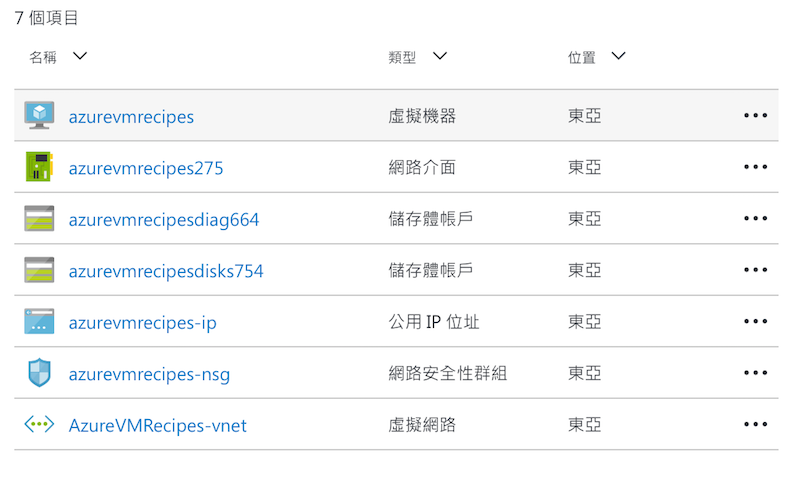 7 個項目
名稱 類型 位置
azurevmrecipes 虛擬機器 東亞
azurevmrecipes275 網路介面 東亞
azurevmrecipesdiag664 儲存體帳戶 東亞
azurevmrecipesdisks754 儲存體帳戶 東亞
azurevmrecipes-ip 公用 IP 位址 東亞
azurevmrecipes-nsg 網路安全性群組 東亞
AzureVMRecipes-vnet 虛擬網路 東亞